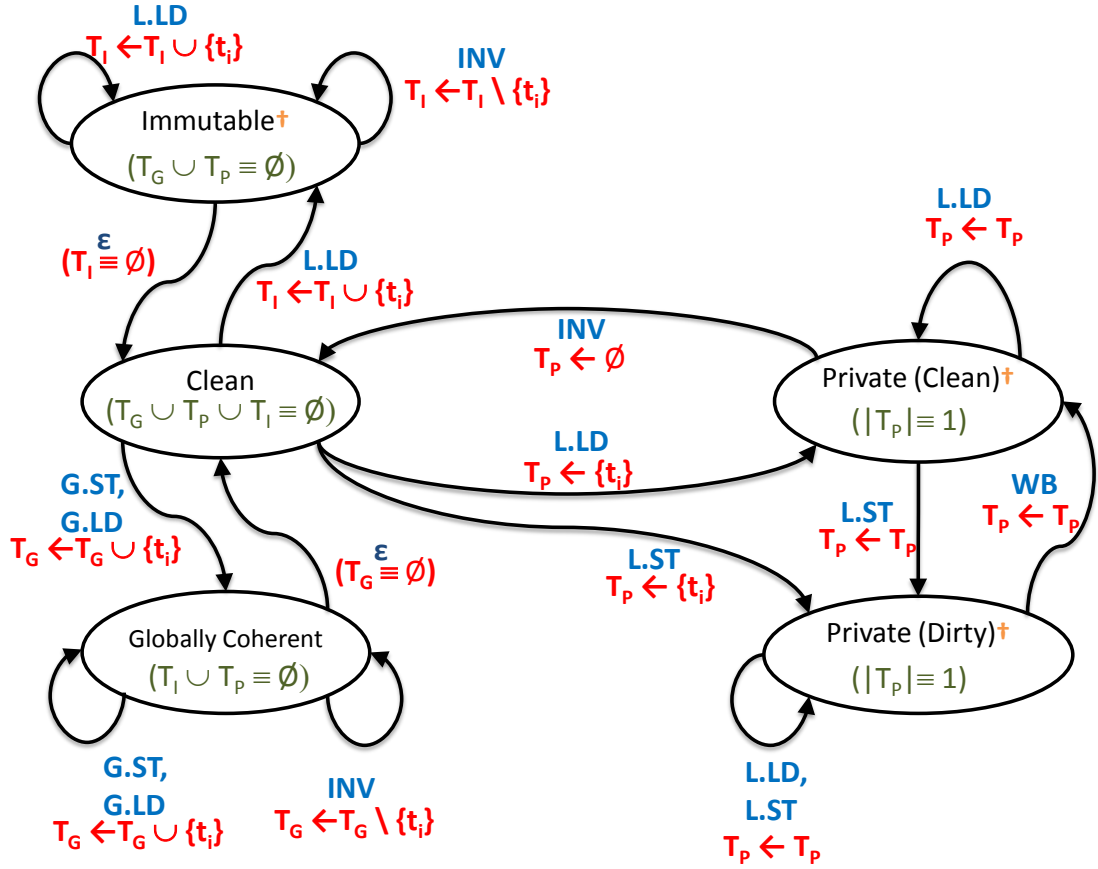 L.LD
T_I ←T_I ∪ {t_i}
INV
T_I ←T_I \ {t_i}
Immutable†
(T_G ∪ T_P ≡ Ø)
ε
(T_I ≡ Ø)
L.LD
T_I ←T_I ∪ {t_i}
L.LD
T_P ← T_P
INV
T_P ← Ø
Clean
(T_G ∪ T_P ∪ T_I ≡ Ø)
Private (Clean)†
(|T_P|≡ 1)
L.LD
T_P ← {t_i}
G.ST,
G.LD
T_G ←T_G ∪ {t_i}
ε
(T_G ≡ Ø)
L.ST
T_P ← {t_i}
L.ST
T_P ← T_P
WB
T_P ← T_P
Globally Coherent
(T_I ∪ T_P ≡ Ø)
Private (Dirty)†
(|T_P|≡ 1)
G.ST,
G.LD
T_G ←T_G ∪ {t_i}
INV
T_G ←T_G \ {t_i}
L.LD,
L.ST
T_P ← T_P